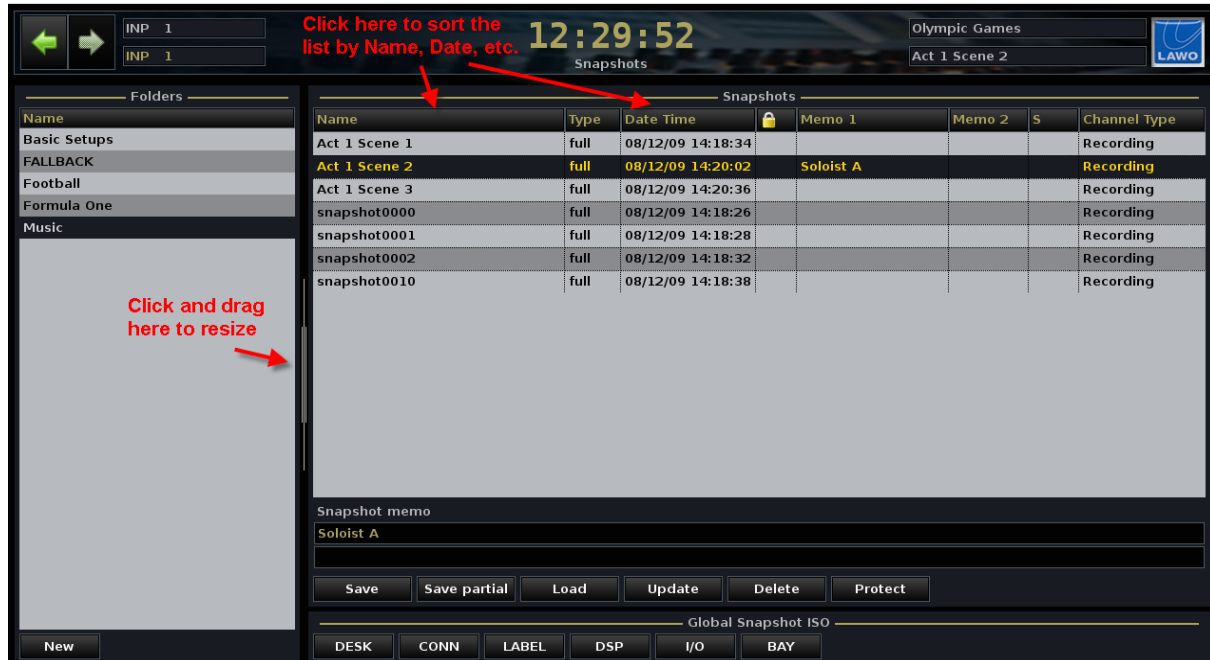 INP 1
INP 1
Click here to sort the
list by Name, Date, etc.
12:29:52
Snapshots
Olympic Games
Act 1 Scene 2
LAWO
Folders
Name
Basic Setups
FALLBACK
Football
Formula One
Music
Click and drag
here to resize
New
Snapshots
Name Type Date Time Memo 1 Memo 2 S Channel Type
Act 1 Scene 1 full 08/12/09 14:18:34 Recording
Act 1 Scene 2 full 08/12/09 14:20:02 Soloist A Recording
Act 1 Scene 3 full 08/12/09 14:20:36 Recording
snapshot0000 full 08/12/09 14:18:26 Recording
snapshot0001 full 08/12/09 14:18:28 Recording
snapshot0002 full 08/12/09 14:18:32 Recording
snapshot0010 full 08/12/09 14:18:38 Recording
Snapshot memo
Soloist A
Save Save partial Load Update Delete Protect
Global Snapshot ISO
DESK CONN LABEL DSP I/O BAY